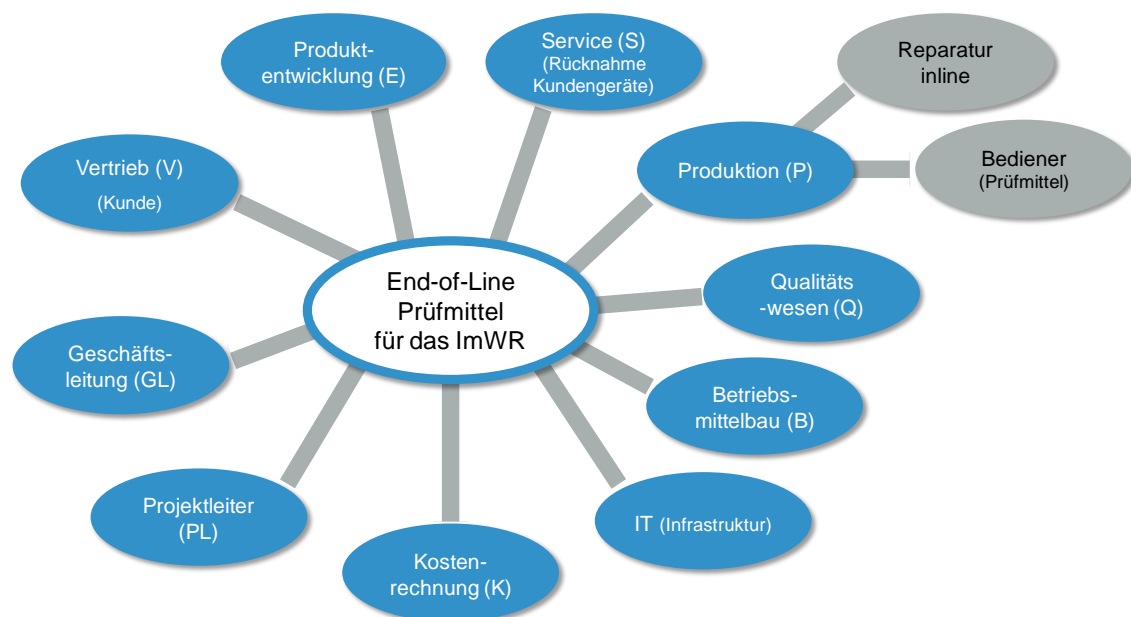 Produkt-
entwicklung (E)
Service (S)
(Rücknahme
Kundengeräte)
Reparatur
inline
Bediener
(Prüfmittel)
Produktion (P)
Vertrieb (V)
(Kunde)
End-of-Line
Prüfmittel
für das ImWR
Qualitäts
-wesen (Q)
Geschäfts-
leitung (GL)
Betriebs-
mittelbau (B)
Projektleiter
(PL)
IT (Infrastruktur)
Kosten-
rechnung (K)